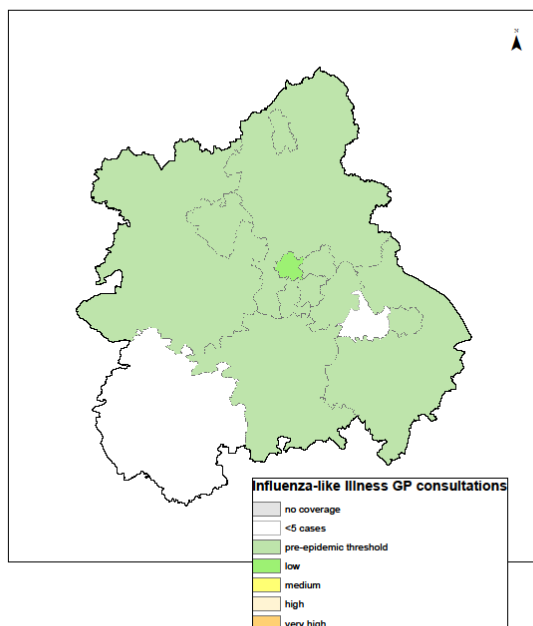 N
Influenza-like Illness GP consultations
no coverage
<5 cases
pre-epidemic threshold
low
medium
high
very high